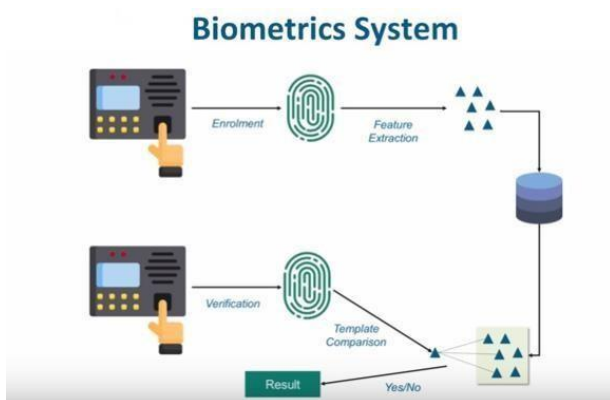 Biometrics System
Enrolment
Feature
Extraction
Verification
Template
Comparison
Result
Yes/No